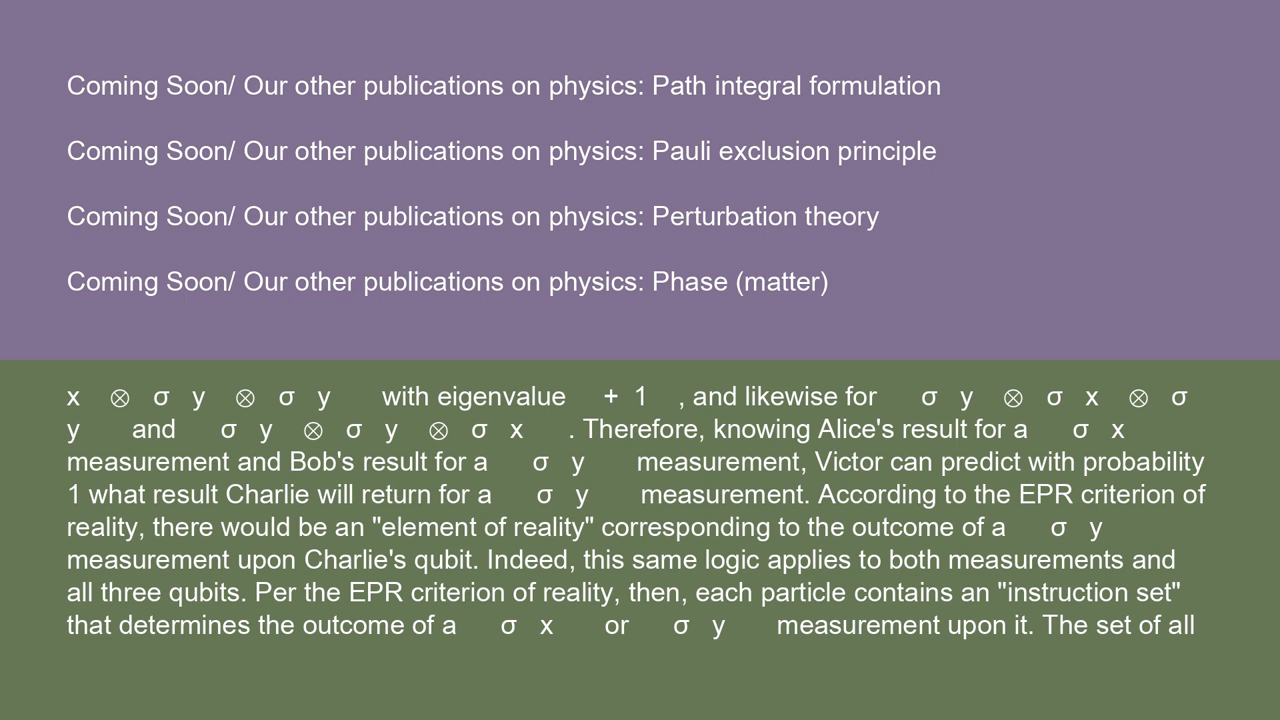 Coming Soon/ Our other publications on physics: Path integral formulation
Coming Soon/ Our other publications on physics: Pauli exclusion principle
Coming Soon/ Our other publications on physics: Perturbation theory
Coming Soon/ Our other publications on physics: Phase (matter)
x ⊗ σ y ⊗ σ y with eigenvalue + 1 , and likewise for σ y ⊗ σ x ⊗ σ
y and σ y ⊗ σ y ⊗ σ x . Therefore, knowing Alice's result for a σ x
measurement and Bob's result for a σ y measurement, Victor can predict with probability
1 what result Charlie will return for a σ y measurement. According to the EPR criterion of
reality, there would be an "element of reality" corresponding to the outcome of a σ y
measurement upon Charlie's qubit. Indeed, this same logic applies to both measurements and
all three qubits. Per the EPR criterion of reality, then, each particle contains an "instruction set"
that determines the outcome of a σ x or σ y measurement upon it. The set of all